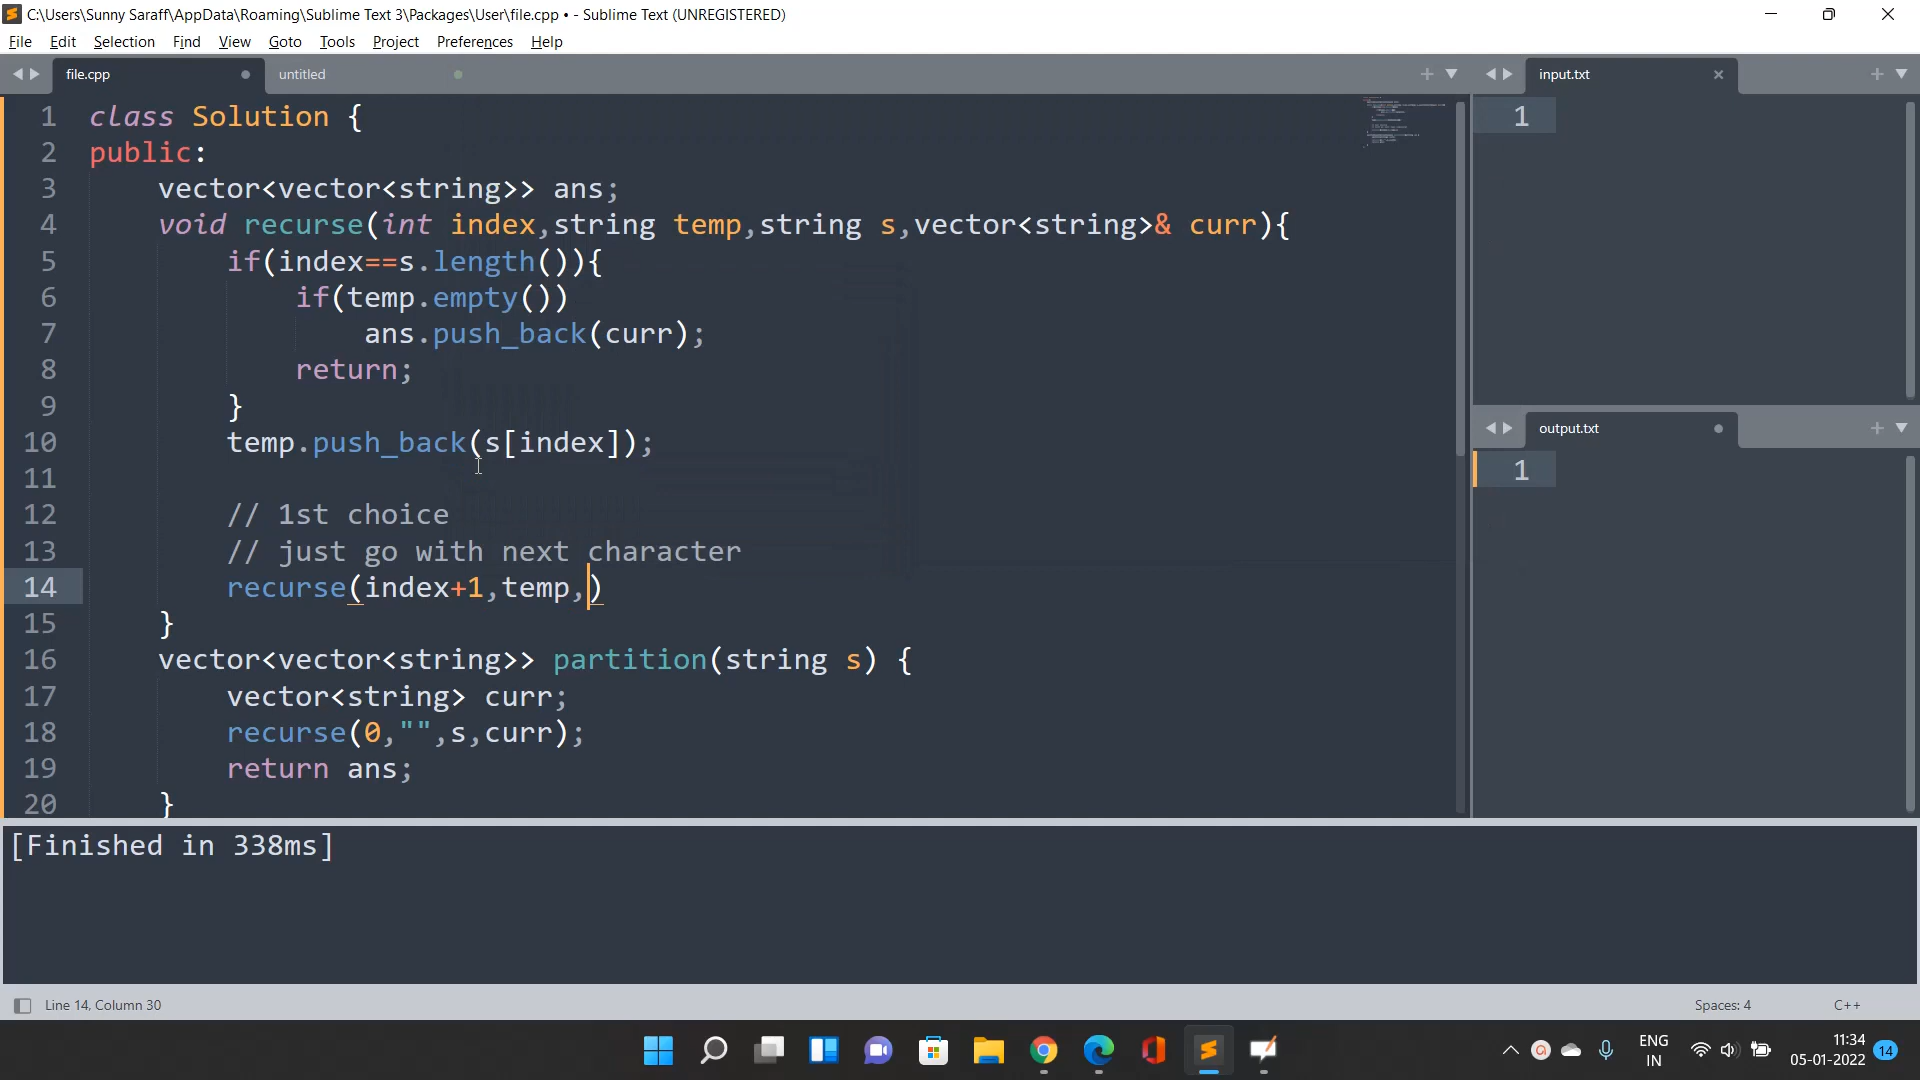 C:\Users\Sunny Saraff\AppData\Roaming\Sublime Text 3\Packages\User\file.cpp • - Sublime Text (UNREGISTERED)
File Edit Selection Find View Goto Tools Project Preferences Help
file.cpp untitled
1 class Solution {
2 public:
3 vector<vector<string>> ans;
4 void recurse(int index,string temp,string s,vector<string>& curr){
5 if(index==s.length()){
6 if(temp.empty())
7 ans.push_back(curr);
8 return;
9 }
10 temp.push_back(s[index]);
11
12 // 1st choice
13 // just go with next character
14 recurse(index+1,temp,)
15 }
16 vector<vector<string>> partition(string s) {
17 vector<string> curr;
18 recurse(0,"",s,curr);
19 return ans;
20 }
input.txt
1
output.txt
1
[Finished in 338ms]
Line 14, Column 30
Spaces: 4 C++
ENG
IN
11:34
05-01-2022
14